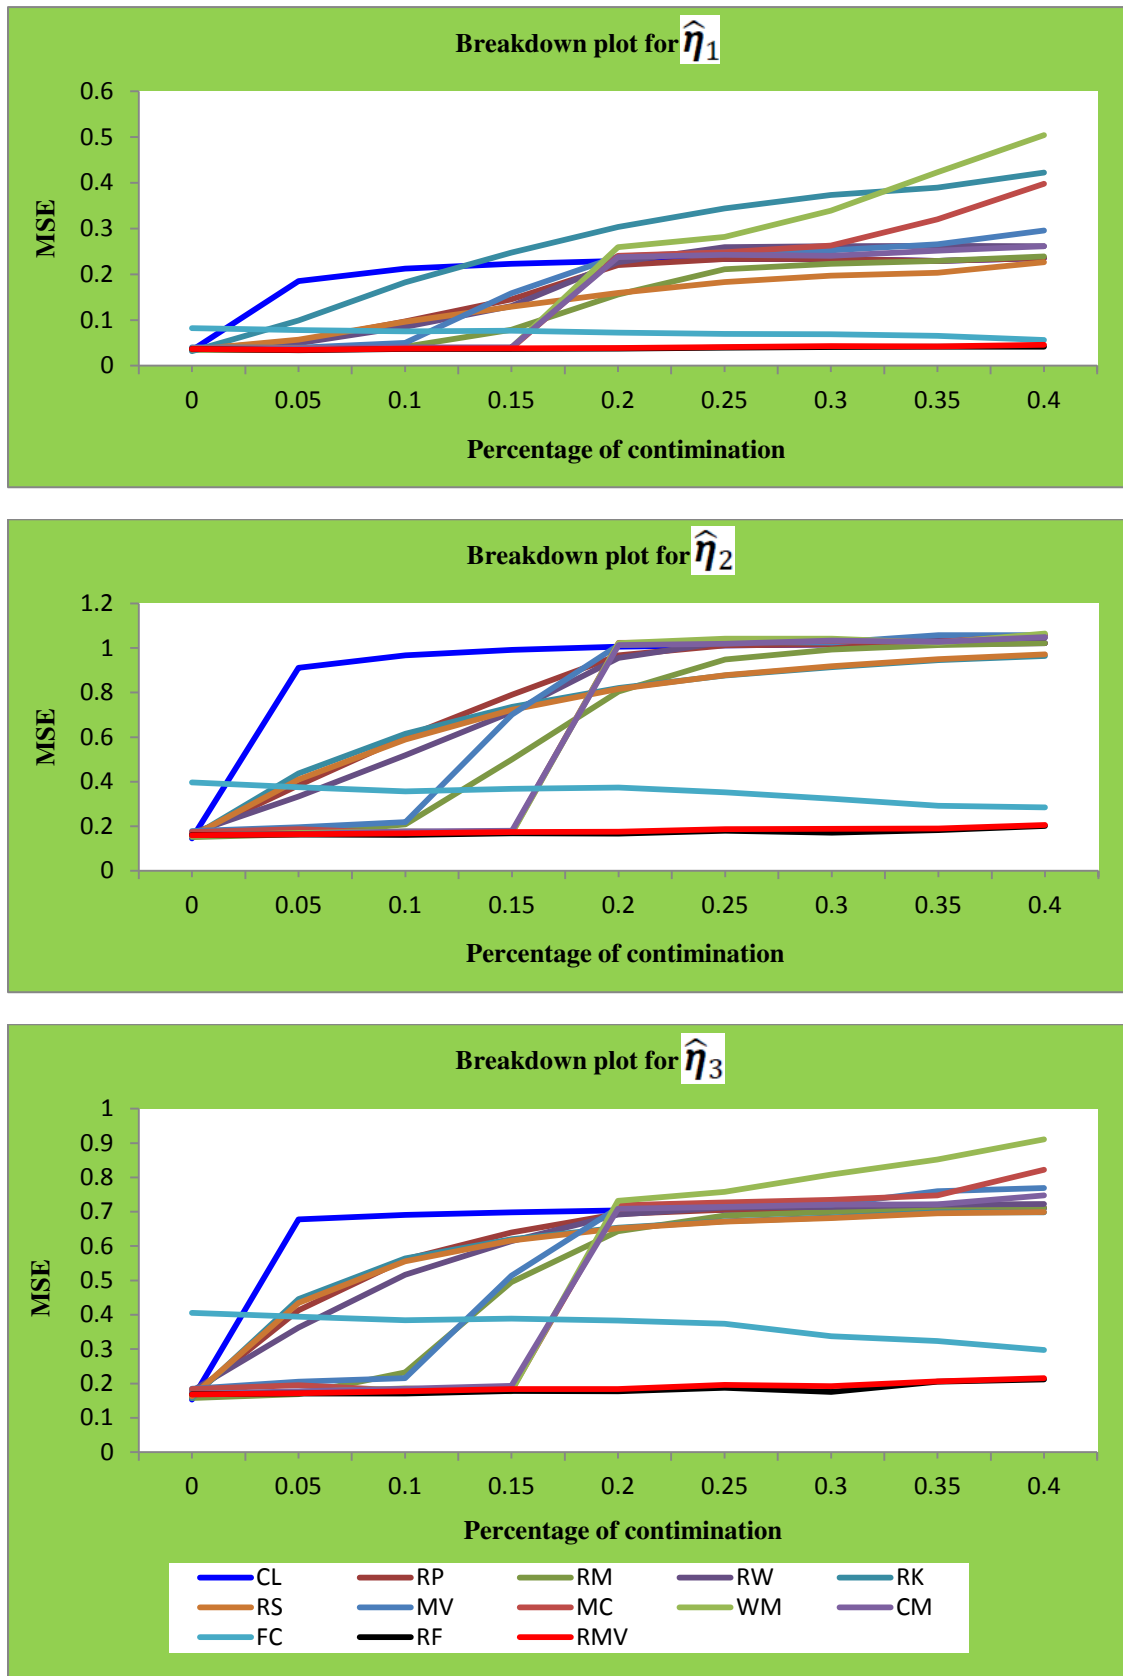 Breakdown plot for η̂₁
0.6
0.5
0.4
0.3
0.2
0.1
0
MSE
0 0.05 0.1 0.15 0.2 0.25 0.3 0.35 0.4
Percentage of contimination
Breakdown plot for η̂₂
1.2
1
0.8
0.6
0.4
0.2
0
MSE
0 0.05 0.1 0.15 0.2 0.25 0.3 0.35 0.4
Percentage of contimination
Breakdown plot for η̂₃
1
0.9
0.8
0.7
0.6
0.5
0.4
0.3
0.2
0.1
0
MSE
0 0.05 0.1 0.15 0.2 0.25 0.3 0.35 0.4
Percentage of contimination
CL RP RM RW RK
RS MV MC WM CM
FC RF RMV